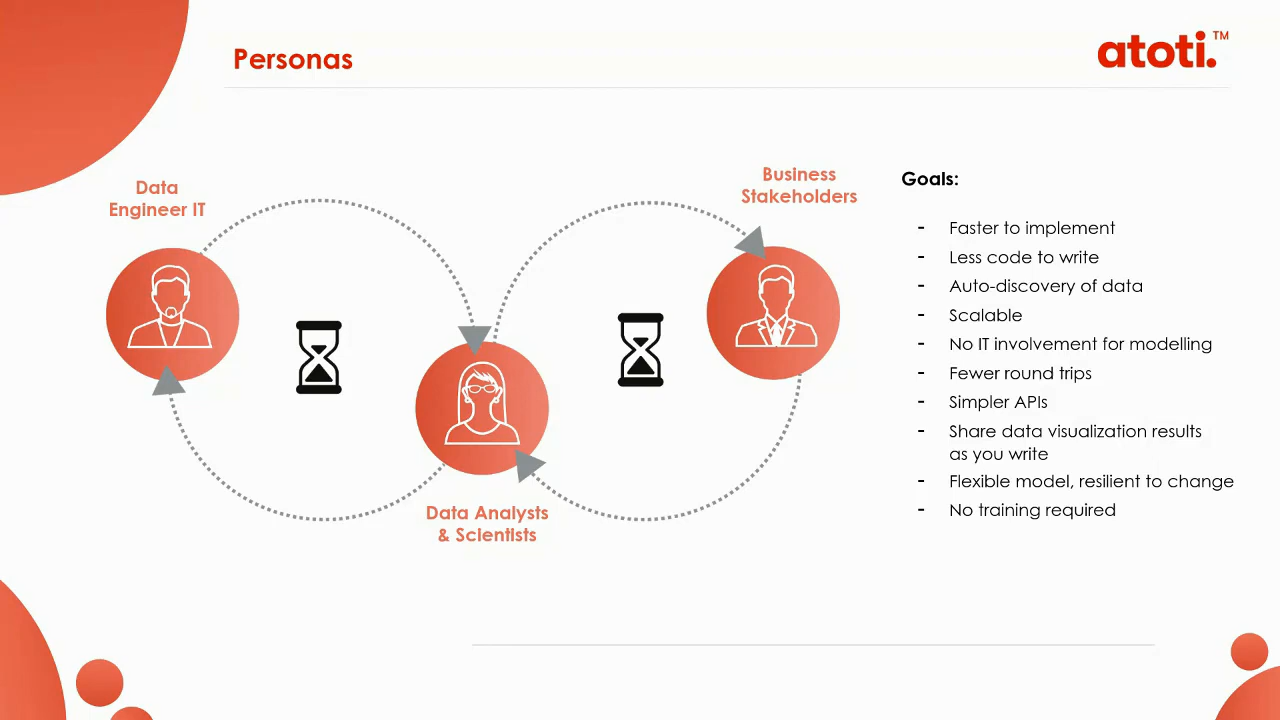 Personas
atoti.™
Data
Engineer IT
Business
Stakeholders
Data Analysts
& Scientists
Goals:
- Faster to implement
- Less code to write
- Auto-discovery of data
- Scalable
- No IT involvement for modelling
- Fewer round trips
- Simpler APIs
- Share data visualization results
as you write
- Flexible model, resilient to change
- No training required